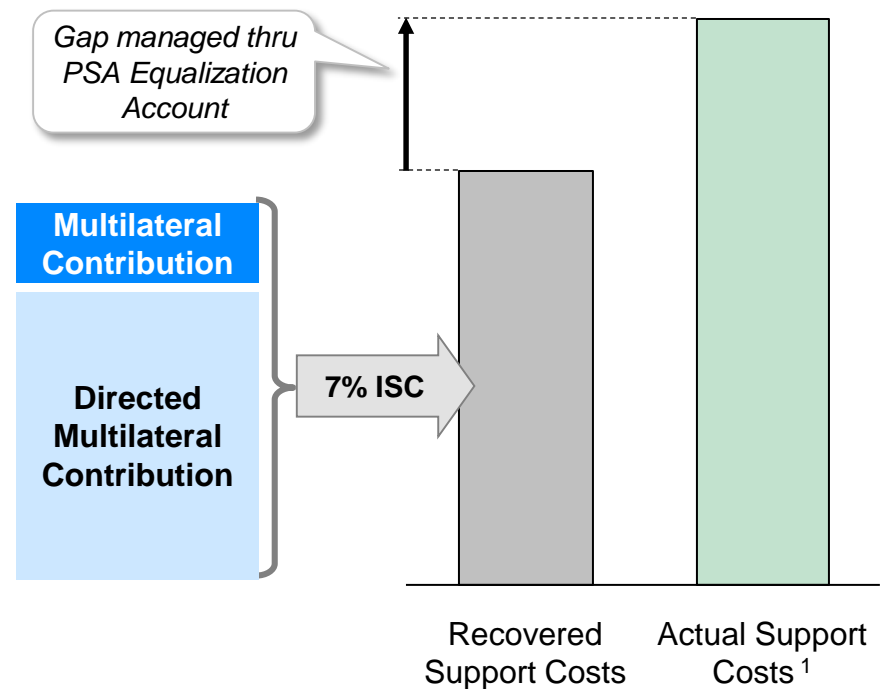 Gap managed thru
PSA Equalization
Account
Multilateral
Contribution
Directed
Multilateral
Contribution
7% ISC
Recovered
Support Costs
Actual Support
Costs 1